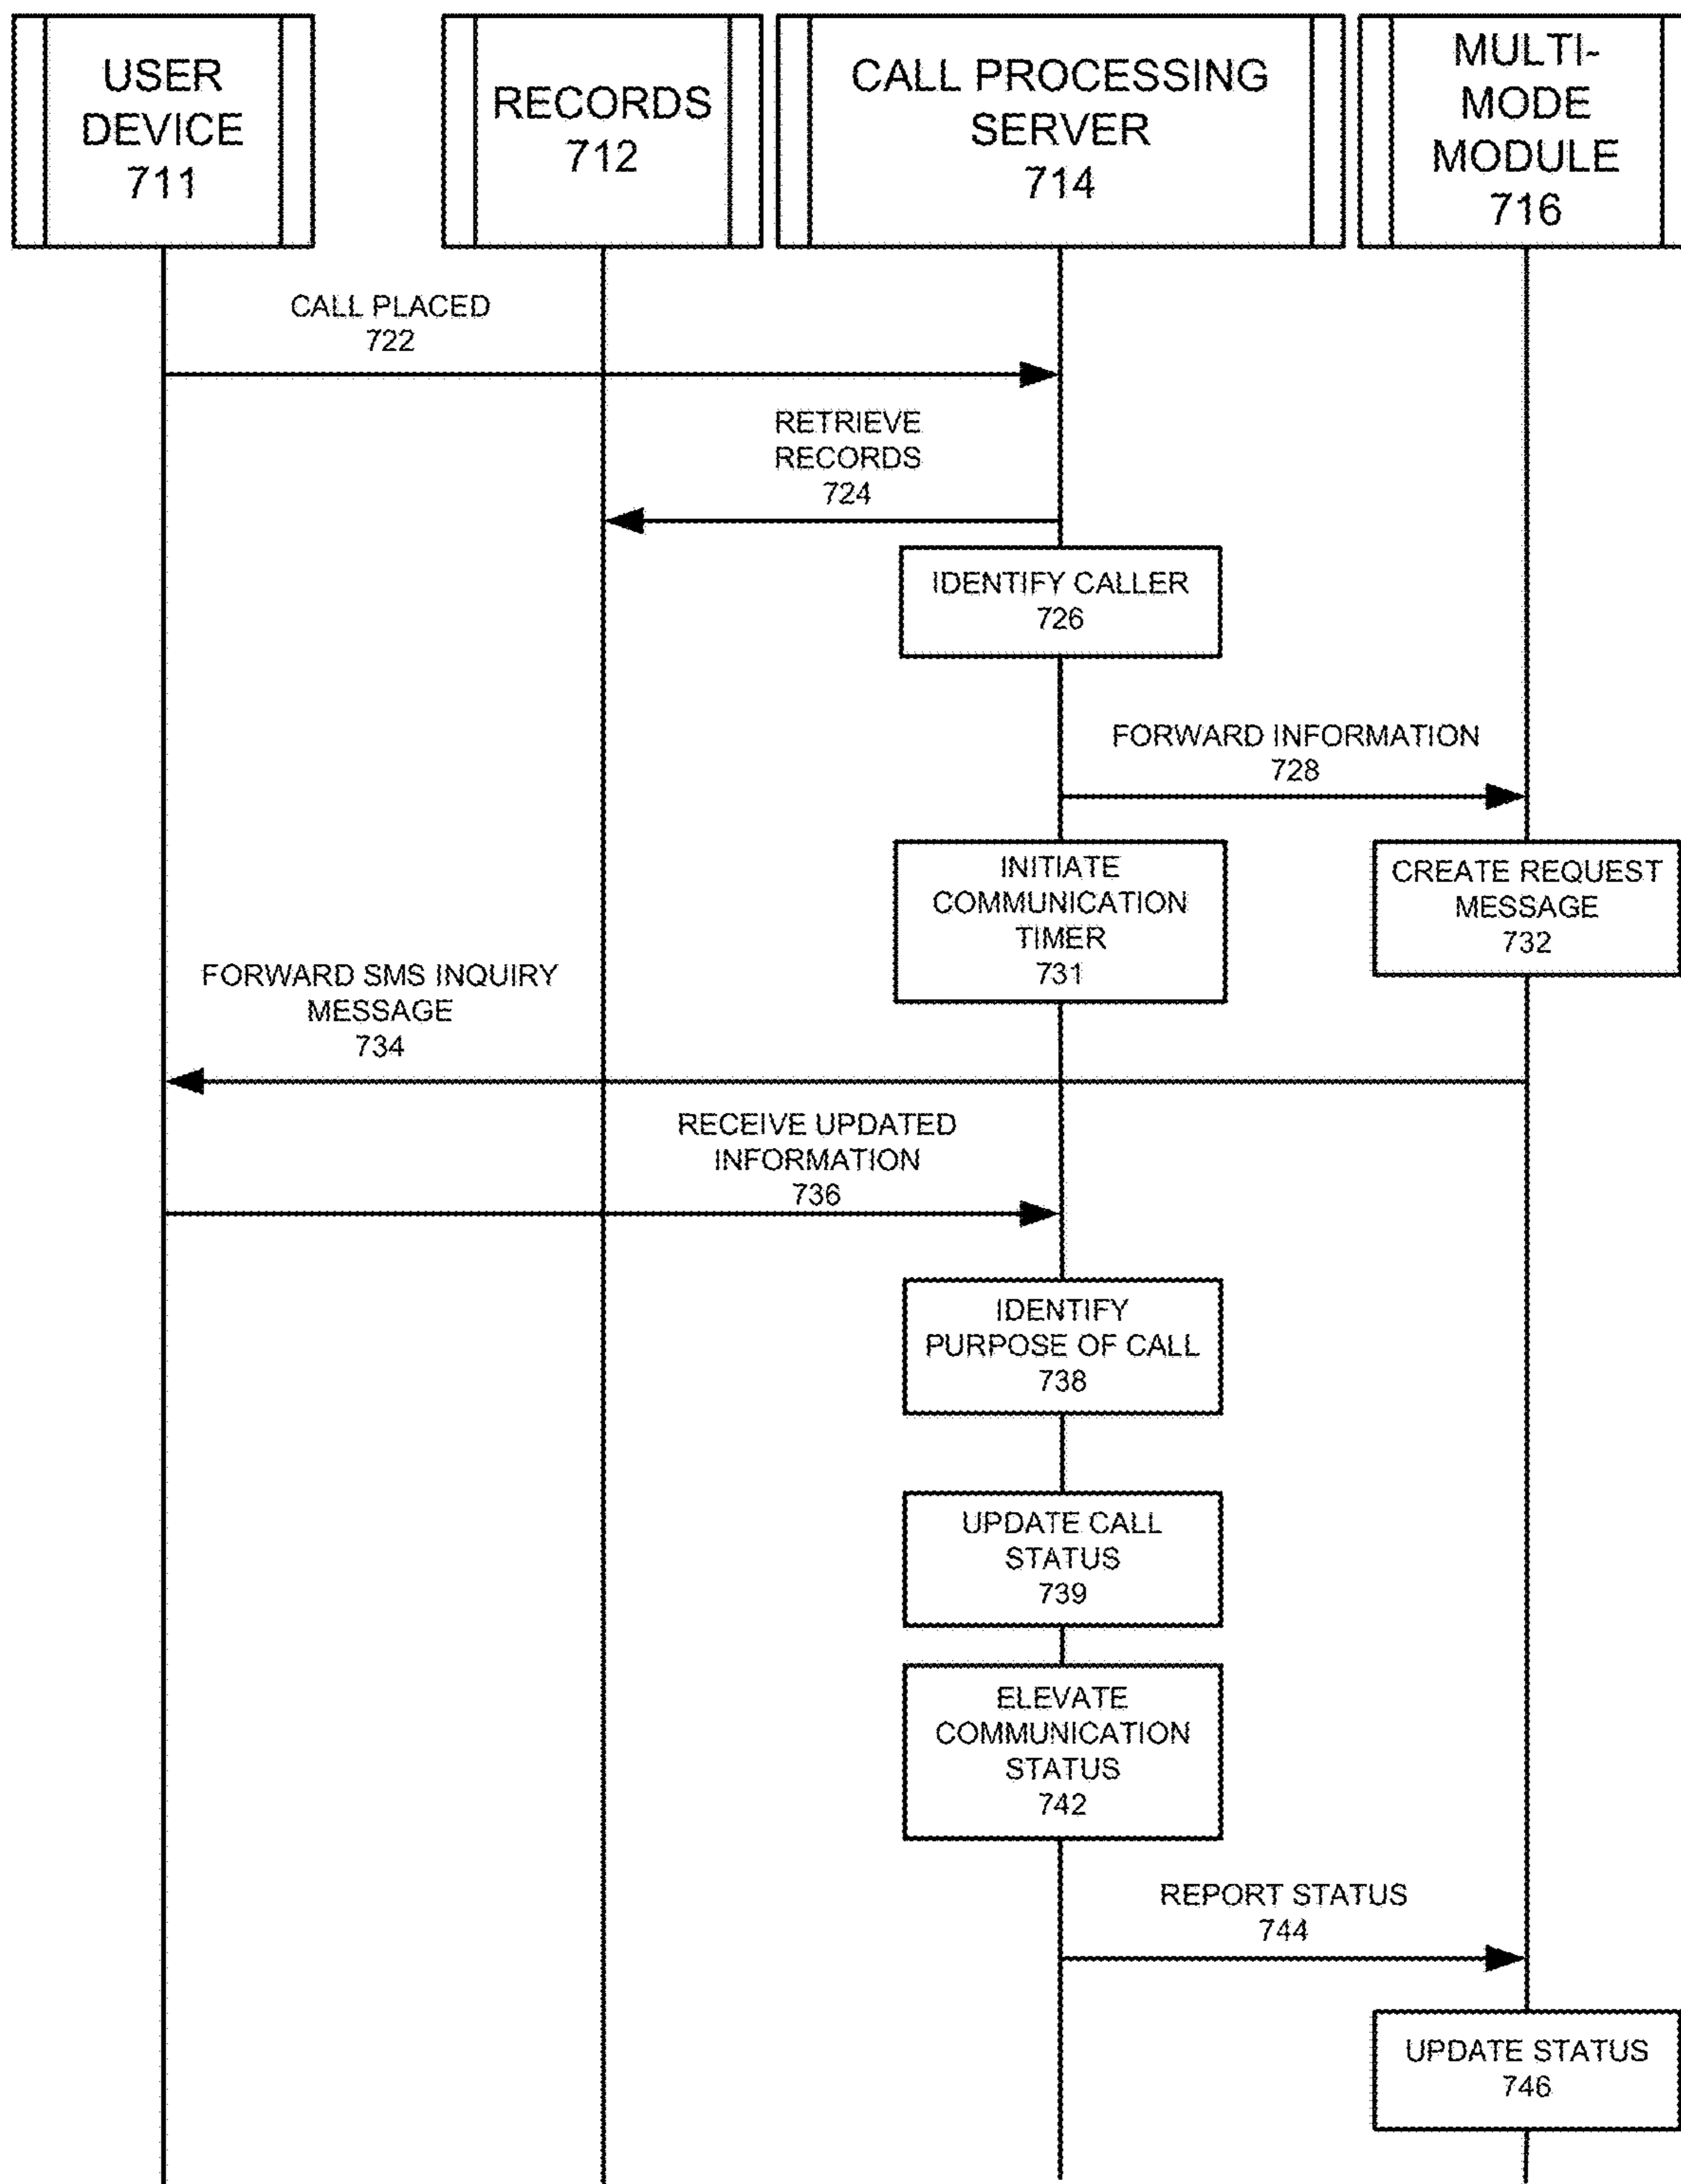 USER
DEVICE
711
RECORDS
712
CALL PROCESSING
SERVER
714
MULTI-
MODE
MODULE
716
CALL PLACED
722
RETRIEVE
RECORDS
724
IDENTIFY CALLER
726
FORWARD INFORMATION
728
INITIATE
COMMUNICATION
TIMER
731
CREATE REQUEST
MESSAGE
732
FORWARD SMS INQUIRY
MESSAGE
734
RECEIVE UPDATED
INFORMATION
736
IDENTIFY
PURPOSE OF CALL
738
UPDATE CALL
STATUS
739
ELEVATE
COMMUNICATION
STATUS
742
REPORT STATUS
744
UPDATE STATUS
746